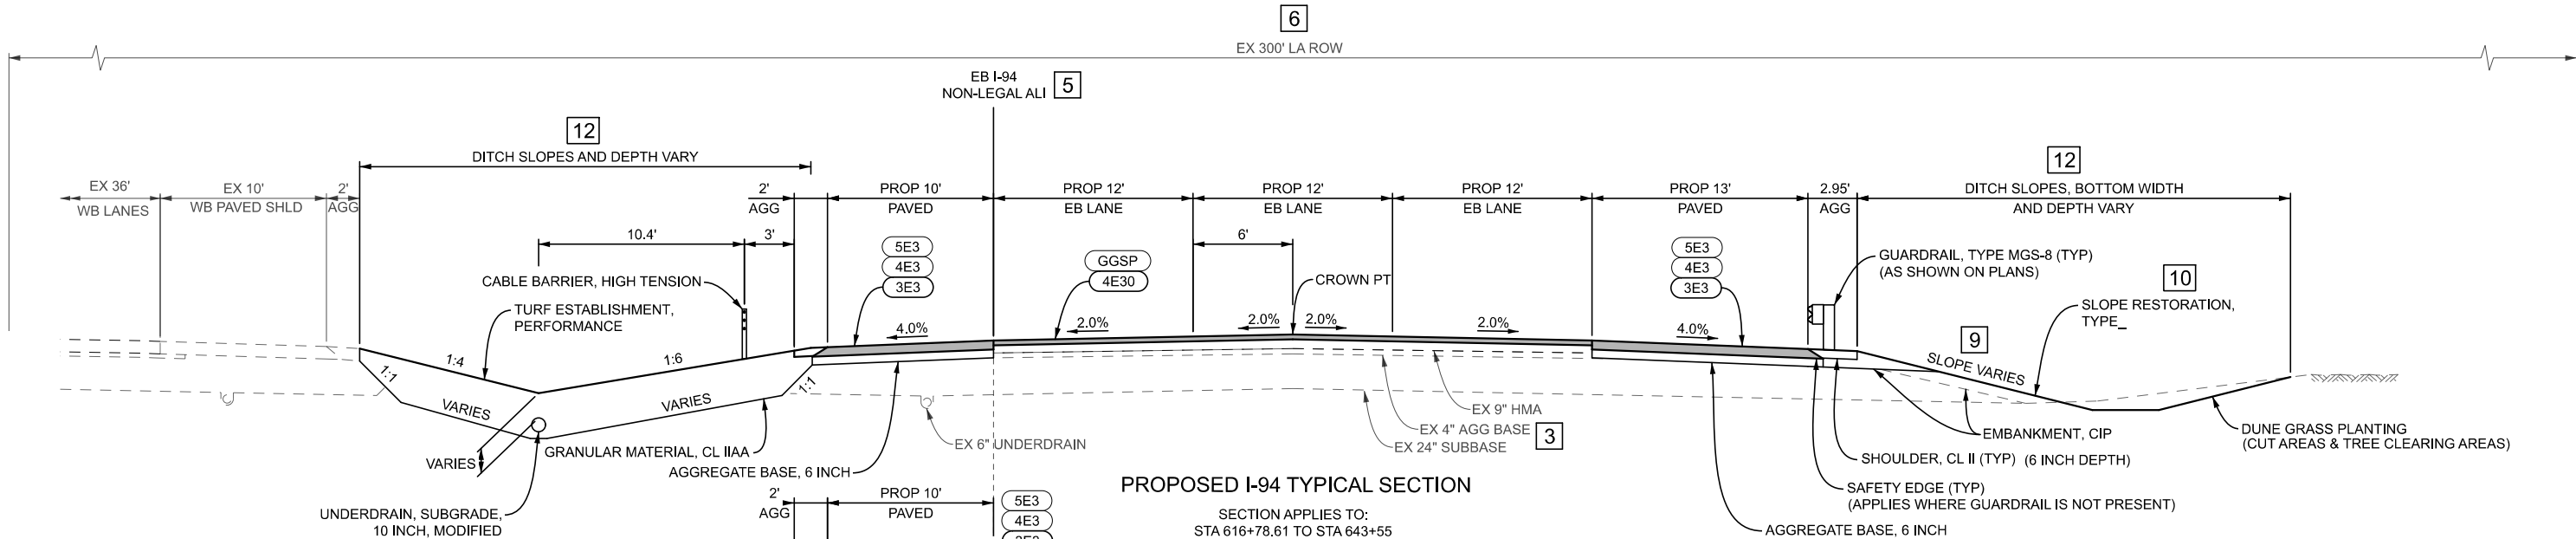 6
EX 300' LA ROW
EB I-94
NON-LEGAL ALI
5
12
DITCH SLOPES AND DEPTH VARY
12
EX 36'
WB LANES
EX 10'
WB PAVED SHLD
2'
AGG
2'
AGG
PROP 10'
PAVED
PROP 12'
EB LANE
PROP 12'
EB LANE
PROP 12'
EB LANE
PROP 13'
PAVED
2.95'
AGG
DITCH SLOPES, BOTTOM WIDTH
AND DEPTH VARY
10.4'
3'
6'
5E3
4E3
3E3
GGSP
4E30
5E3
4E3
3E3
CABLE BARRIER, HIGH TENSION
CROWN PT
GUARDRAIL, TYPE MGS-8 (TYP)
(AS SHOWN ON PLANS)
10
TURF ESTABLISHMENT,
PERFORMANCE
SLOPE RESTORATION,
TYPE_
4.0%
2.0%
2.0%
2.0%
2.0%
4.0%
9
1:4
1:6
1:1
1:1
SLOPE VARIES
VARIES
VARIES
EX 9" HMA
EX 4" AGG BASE
3
EX 24" SUBBASE
EX 6" UNDERDRAIN
GRANULAR MATERIAL, CL IIAA
VARIES
AGGREGATE BASE, 6 INCH
EMBANKMENT, CIP
DUNE GRASS PLANTING
(CUT AREAS & TREE CLEARING AREAS)
SHOULDER, CL II (TYP) (6 INCH DEPTH)
SAFETY EDGE (TYP)
(APPLIES WHERE GUARDRAIL IS NOT PRESENT)
AGGREGATE BASE, 6 INCH
UNDERDRAIN, SUBGRADE,
10 INCH, MODIFIED
2'
AGG
PROP 10'
PAVED
5E3
4E3
PROPOSED I-94 TYPICAL SECTION
SECTION APPLIES TO:
STA 616+78.61 TO STA 643+55